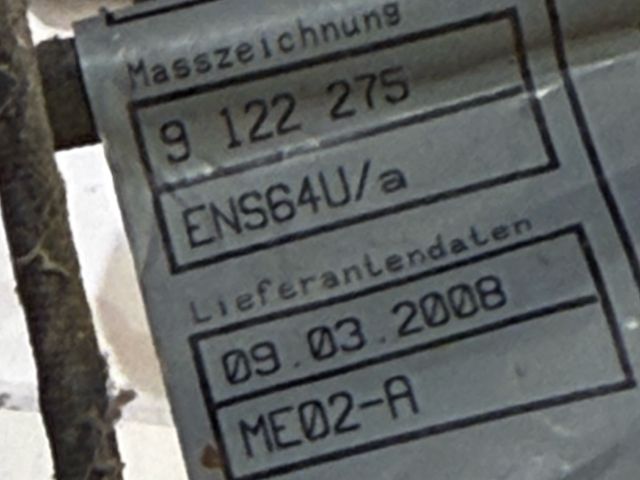 Masszeichnung
9 122 275
ENS64U/a
Lieferantendaten
09.03.2008
ME02-A